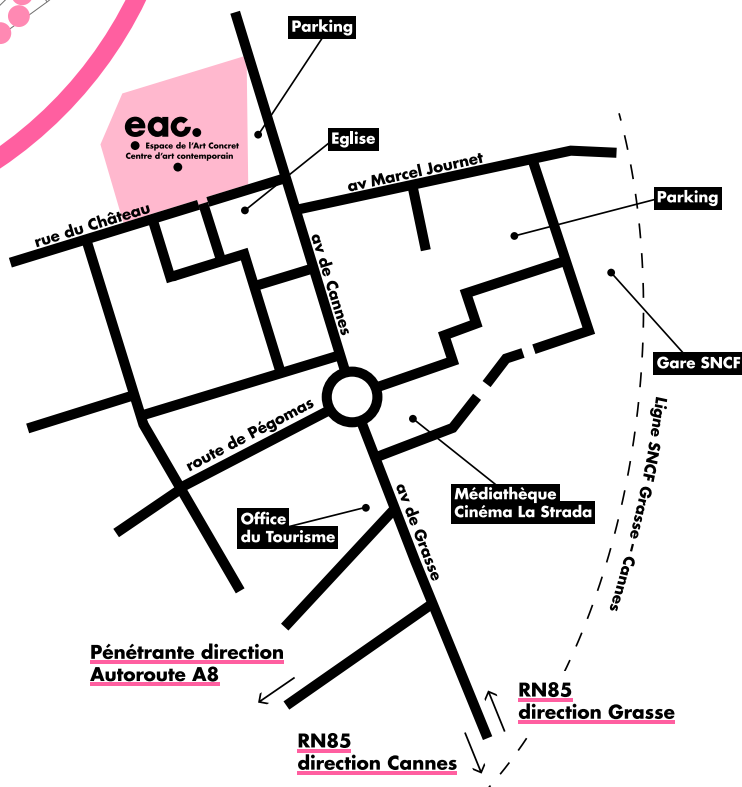 Parking
eac.
Espace de l'Art Concret
Centre d'art contemporain
Eglise
av Marcel Journet
Parking
rue du Château
av de Cannes
Gare SNCF
route de Pégomas
Ligne SNCF Grasse - Cannes
Médiathèque
Cinéma La Strada
Office
du Tourisme
av de Grasse
Pénétrante direction
Autoroute A8
RN85
direction Grasse
RN85
direction Cannes